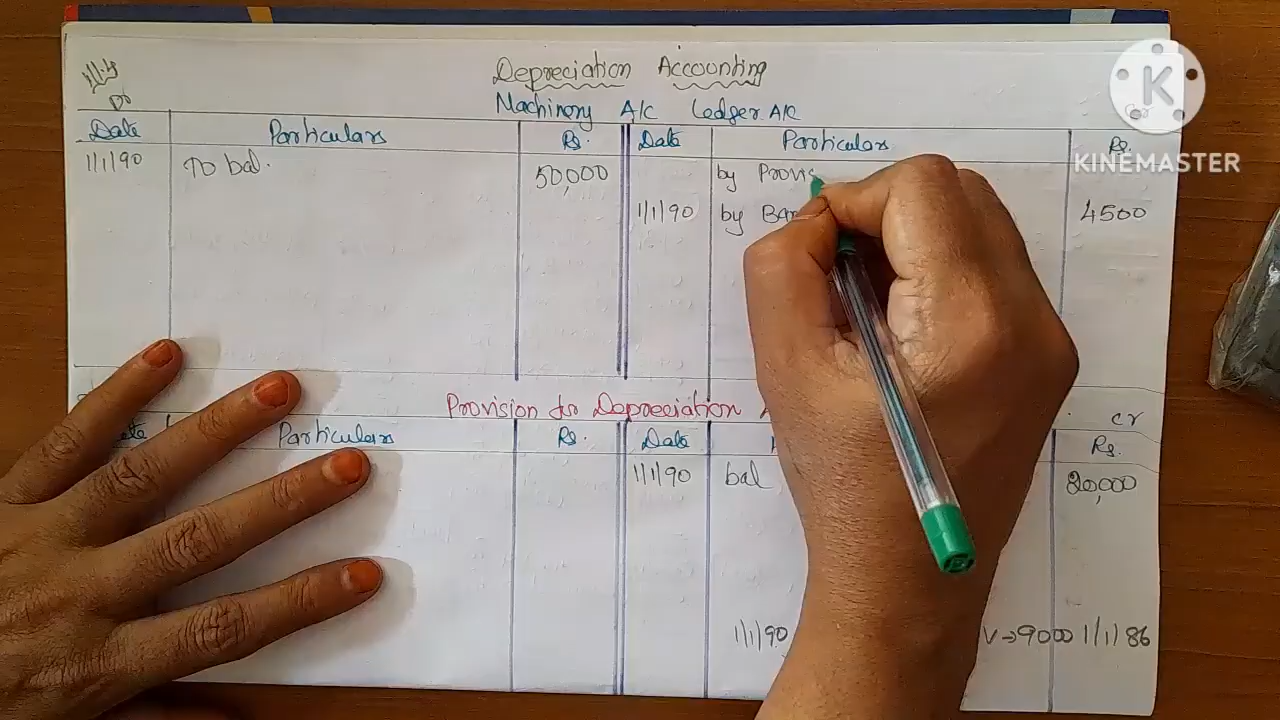 Depreciation Accounting
Machinery A/c Ledger A/c
Dr
Date Particulars Rs. Date Particulars Rs.
1/1/90 To bal. 50,000 by Provis
1/1/90 by 4500
Provision for Depreciation
cr
Particulars Rs. Date Rs.
1/1/90 bal 20,000
1/1/90 V→9000 1/1/86
K
KINEMASTER